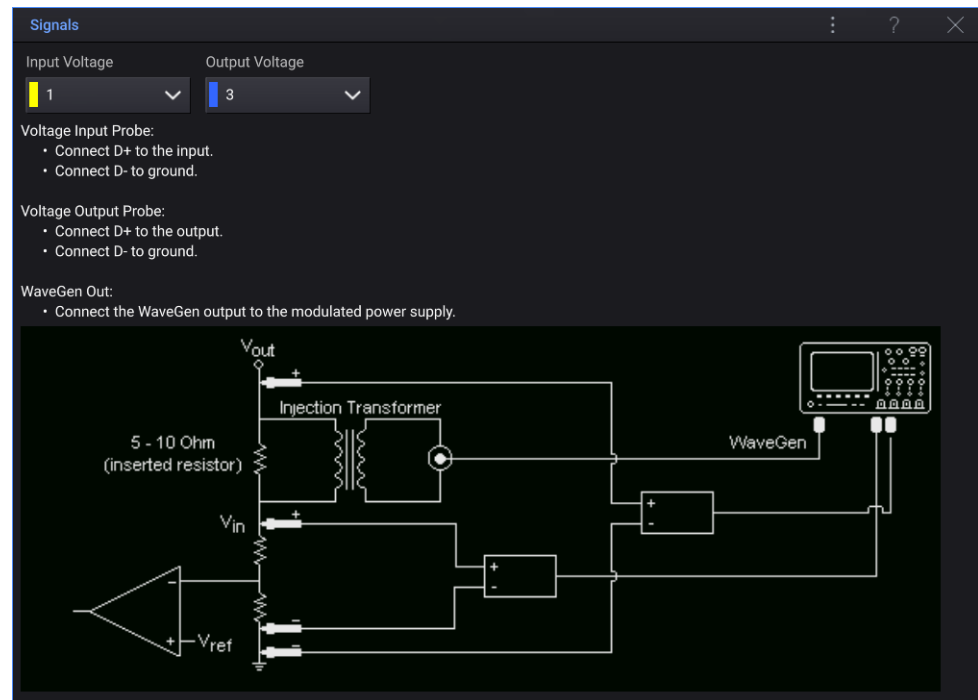 Signals
?
Input Voltage
Output Voltage
1
3
Voltage Input Probe:
• Connect D+ to the input.
• Connect D- to ground.
Voltage Output Probe:
• Connect D+ to the output.
• Connect D- to ground.
WaveGen Out:
• Connect the WaveGen output to the modulated power supply.
Vout
+
Injection Transformer
5 - 10 Ohm
(inserted resistor)
WaveGen
+
-
Vin
+
+
-
-
+
Vref
-
-